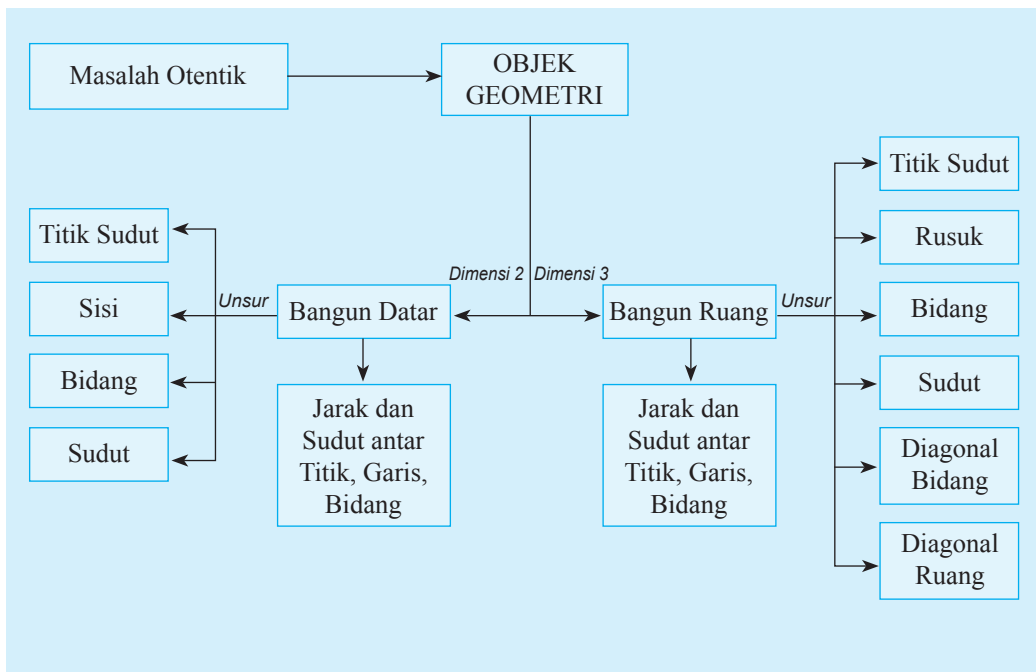 Masalah Otentik
OBJEK
GEOMETRI
Titik Sudut
Rusuk
Bidang
Sudut
Diagonal
Bidang
Diagonal
Ruang
Titik Sudut
Sisi
Bidang
Sudut
Unsur
Bangun Datar
Dimensi 2
Dimensi 3
Bangun Ruang
Unsur
Jarak dan
Sudut antar
Titik, Garis,
Bidang
Jarak dan
Sudut antar
Titik, Garis,
Bidang